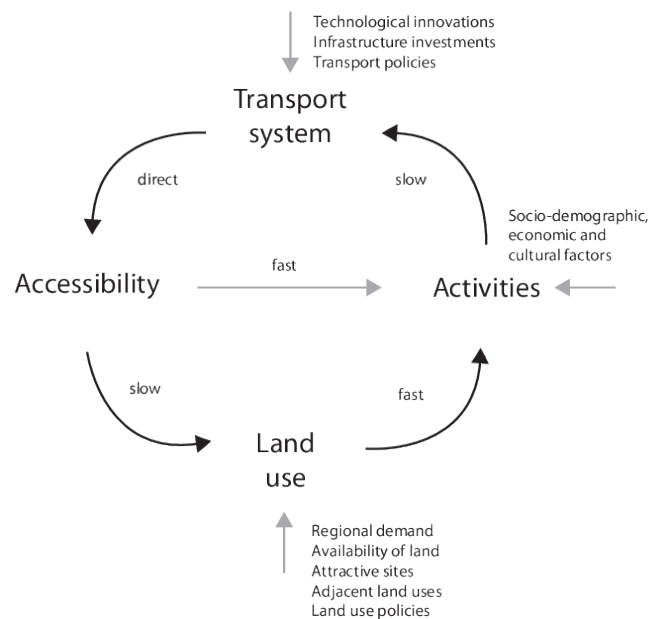 Technological innovations
Infrastructure investments
Transport policies
Transport
system
direct
slow
Socio-demographic,
economic and
cultural factors
Accessibility
fast
Activities
slow
fast
Land
use
Regional demand
Availability of land
Attractive sites
Adjacent land uses
Land use policies